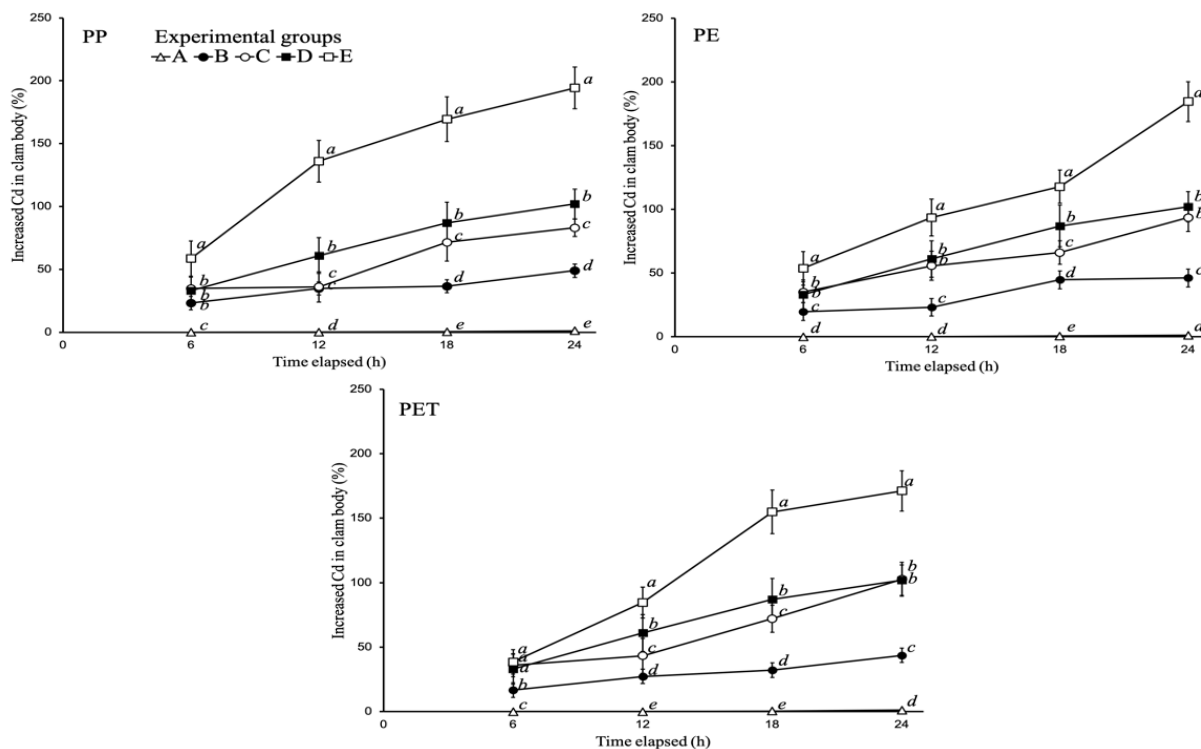 PP
Experimental groups
A B C D E
Increased Cd in clam body (%)
250
200
150
100
50
0
a
a
a
a
b
b
b
b
b
c
c
c
c
d
d
c
d
e
e
0
6
12
18
24
Time elapsed (h)
PE
Increased Cd in clam body (%)
250
200
150
100
50
0
a
a
a
a
b
b
b
b
b
b
c
b
c
c
d
c
d
d
e
d
0
6
12
18
24
Time elapsed (h)
PET
Increased Cd in clam body (%)
250
200
150
100
50
0
a
a
a
a
a
a
b
b
b
b
c
c
b
d
d
c
c
e
e
d
0
6
12
18
24
Time elapsed (h)